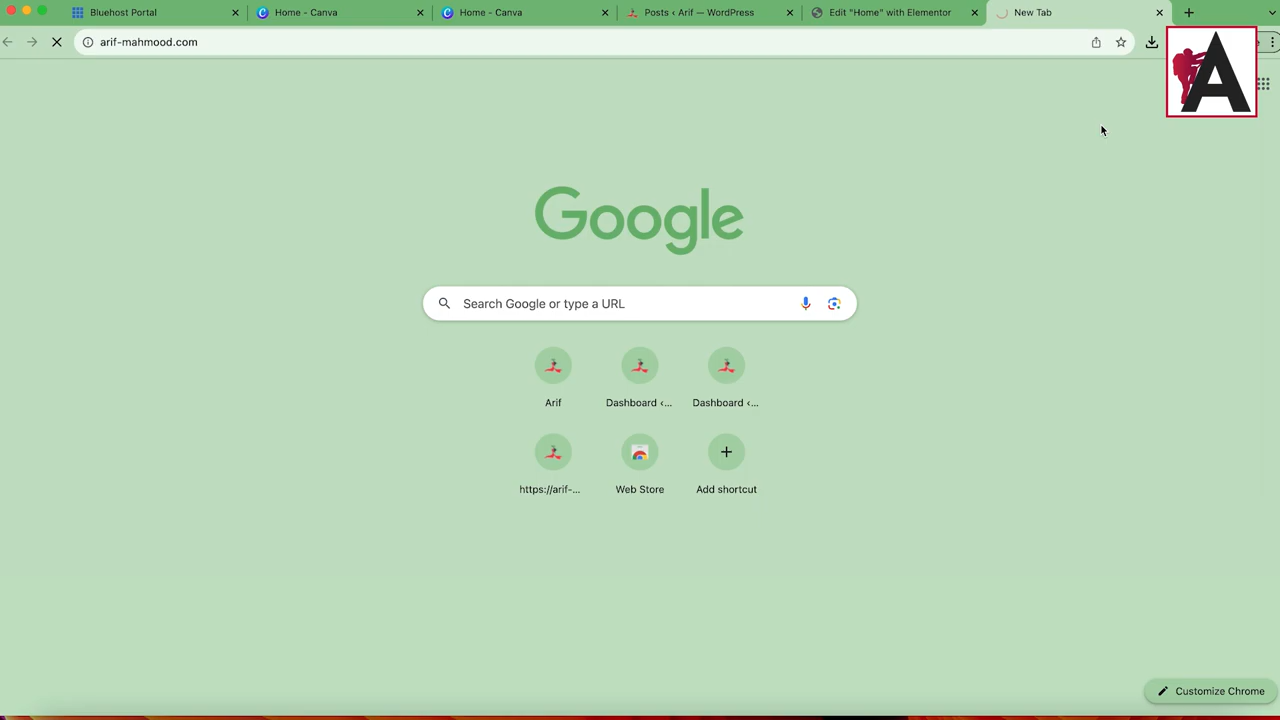 Bluehost Portal
Home - Canva
Home - Canva
Posts ‹ Arif — WordPress
Edit "Home" with Elementor
New Tab
arif-mahmood.com
A
Google
Search Google or type a URL
Arif
Dashboard ‹...
Dashboard ‹...
https://arif-...
Web Store
Add shortcut
Customize Chrome